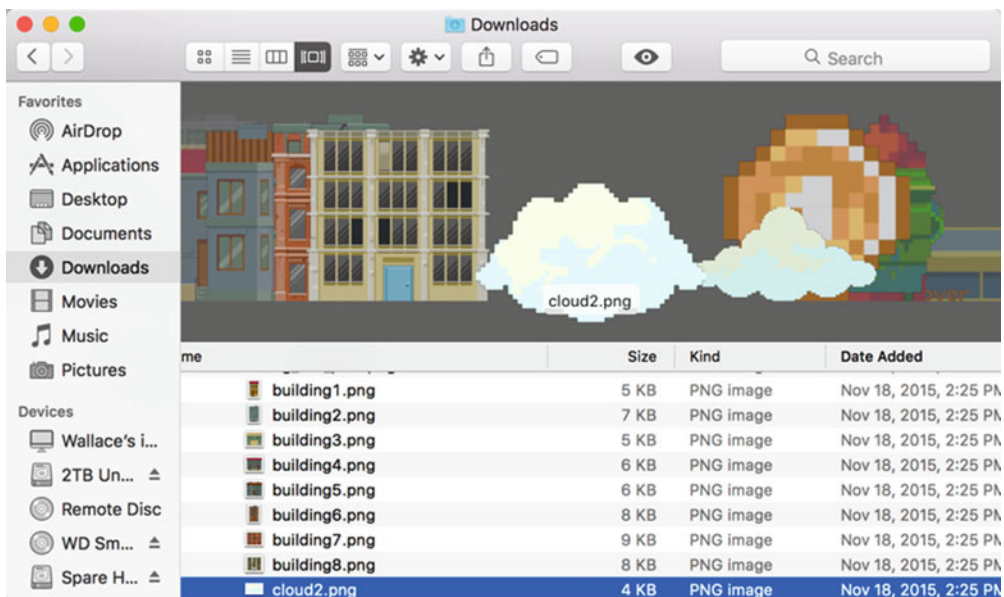 Downloads
Search
Favorites
AirDrop
Applications
Desktop
Documents
Downloads
Movies
Music
Pictures
Devices
Wallace's i...
2TB Un...
Remote Disc
WD Sm...
Spare H...
cloud2.png
me Size Kind Date Added
building1.png 5 KB PNG image Nov 18, 2015, 2:25 PM
building2.png 7 KB PNG image Nov 18, 2015, 2:25 PM
building3.png 5 KB PNG image Nov 18, 2015, 2:25 PM
building4.png 6 KB PNG image Nov 18, 2015, 2:25 PM
building5.png 6 KB PNG image Nov 18, 2015, 2:25 PM
building6.png 8 KB PNG image Nov 18, 2015, 2:25 PM
building7.png 9 KB PNG image Nov 18, 2015, 2:25 PM
building8.png 8 KB PNG image Nov 18, 2015, 2:25 PM
cloud2.png 4 KB PNG image Nov 18, 2015, 2:25 PM